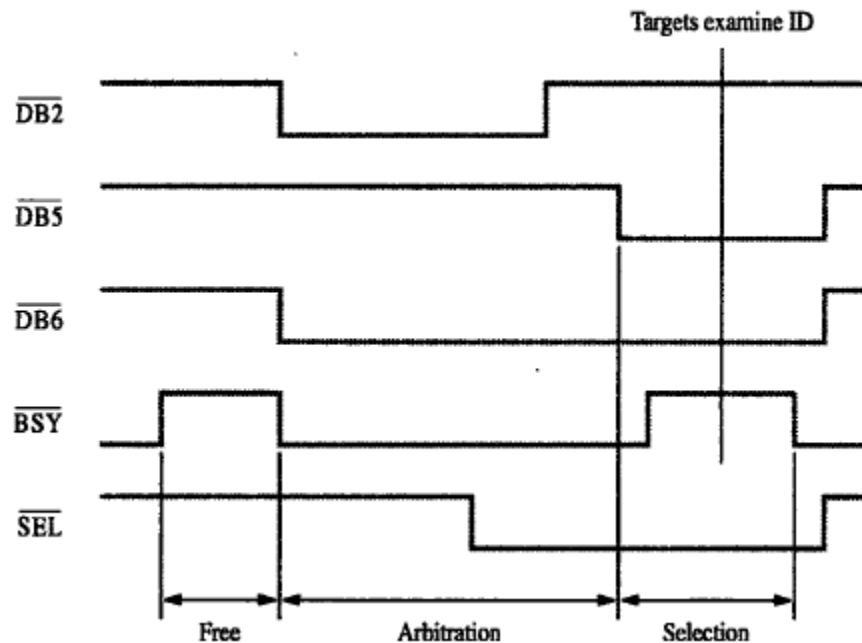 Targets examine ID
DB2
DB5
DB6
BSY
SEL
Free
Arbitration
Selection